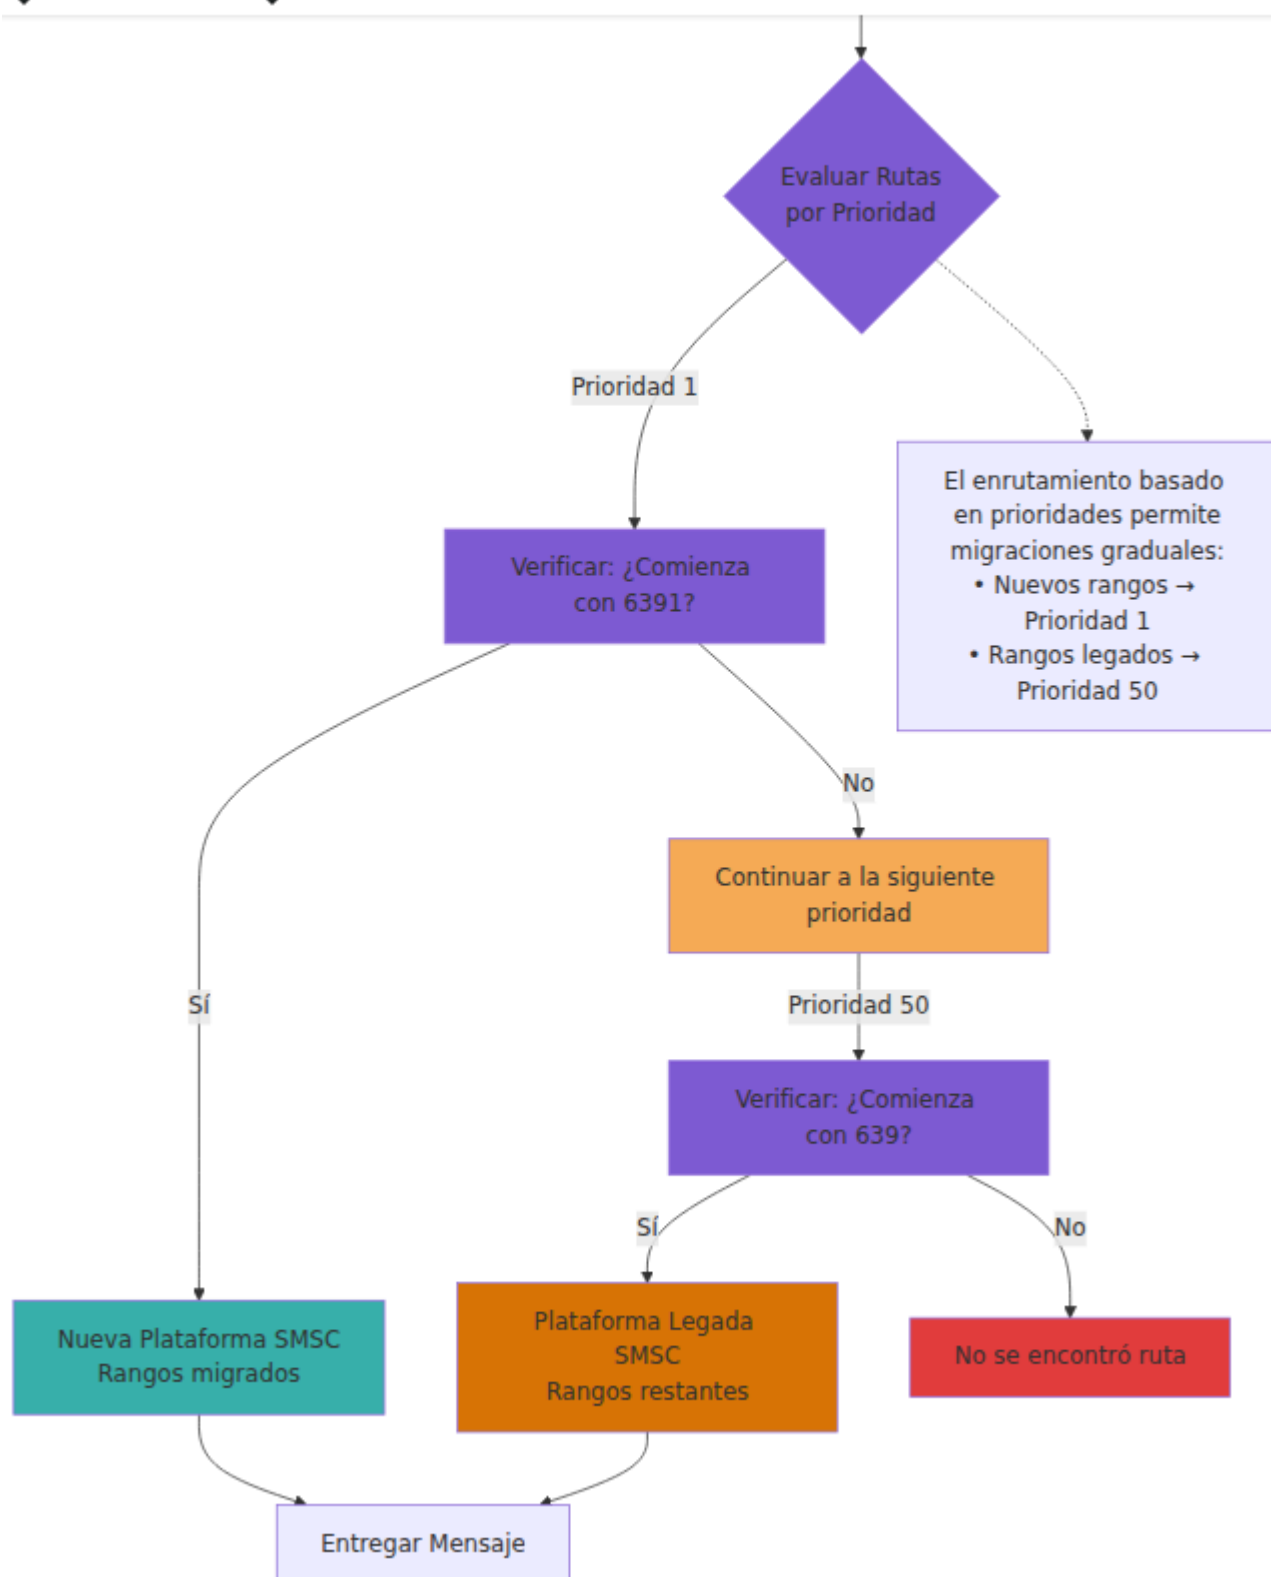 Evaluar Rutas
por Prioridad
Prioridad 1
El enrutamiento basado
en prioridades permite
migraciones graduales:
• Nuevos rangos →
Prioridad 1
• Rangos legados →
Prioridad 50
Verificar: ¿Comienza
con 6391?
No
Continuar a la siguiente
prioridad
Sí
Prioridad 50
Verificar: ¿Comienza
con 639?
Sí
No
Nueva Plataforma SMSC
Rangos migrados
Plataforma Legada
SMSC
Rangos restantes
No se encontró ruta
Entregar Mensaje